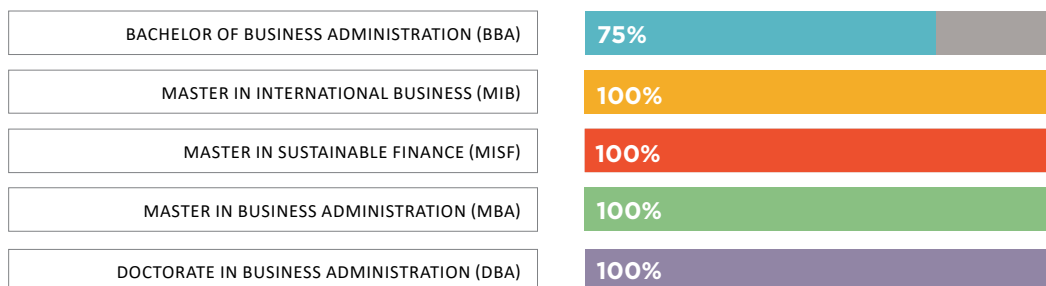 BACHELOR OF BUSINESS ADMINISTRATION (BBA) 75%
MASTER IN INTERNATIONAL BUSINESS (MIB) 100%
MASTER IN SUSTAINABLE FINANCE (MISF) 100%
MASTER IN BUSINESS ADMINISTRATION (MBA) 100%
DOCTORATE IN BUSINESS ADMINISTRATION (DBA) 100%